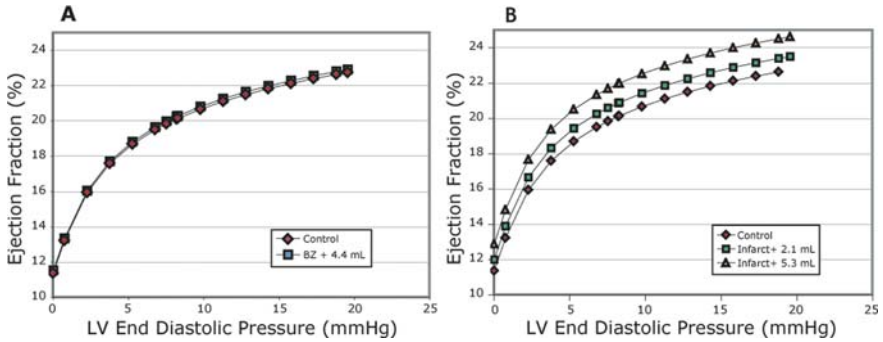 A
Ejection Fraction (%)
24
22
20
18
16
14
12
10
0
5
10
15
20
25
LV End Diastolic Pressure (mmHg)
Control
BZ + 4.4 mL
B
Ejection Fraction (%)
24
22
20
18
16
14
12
10
0
5
10
15
20
25
LV End Diastolic Pressure (mmHg)
Control
Infarct+ 2.1 mL
Infarct+ 5.3 mL